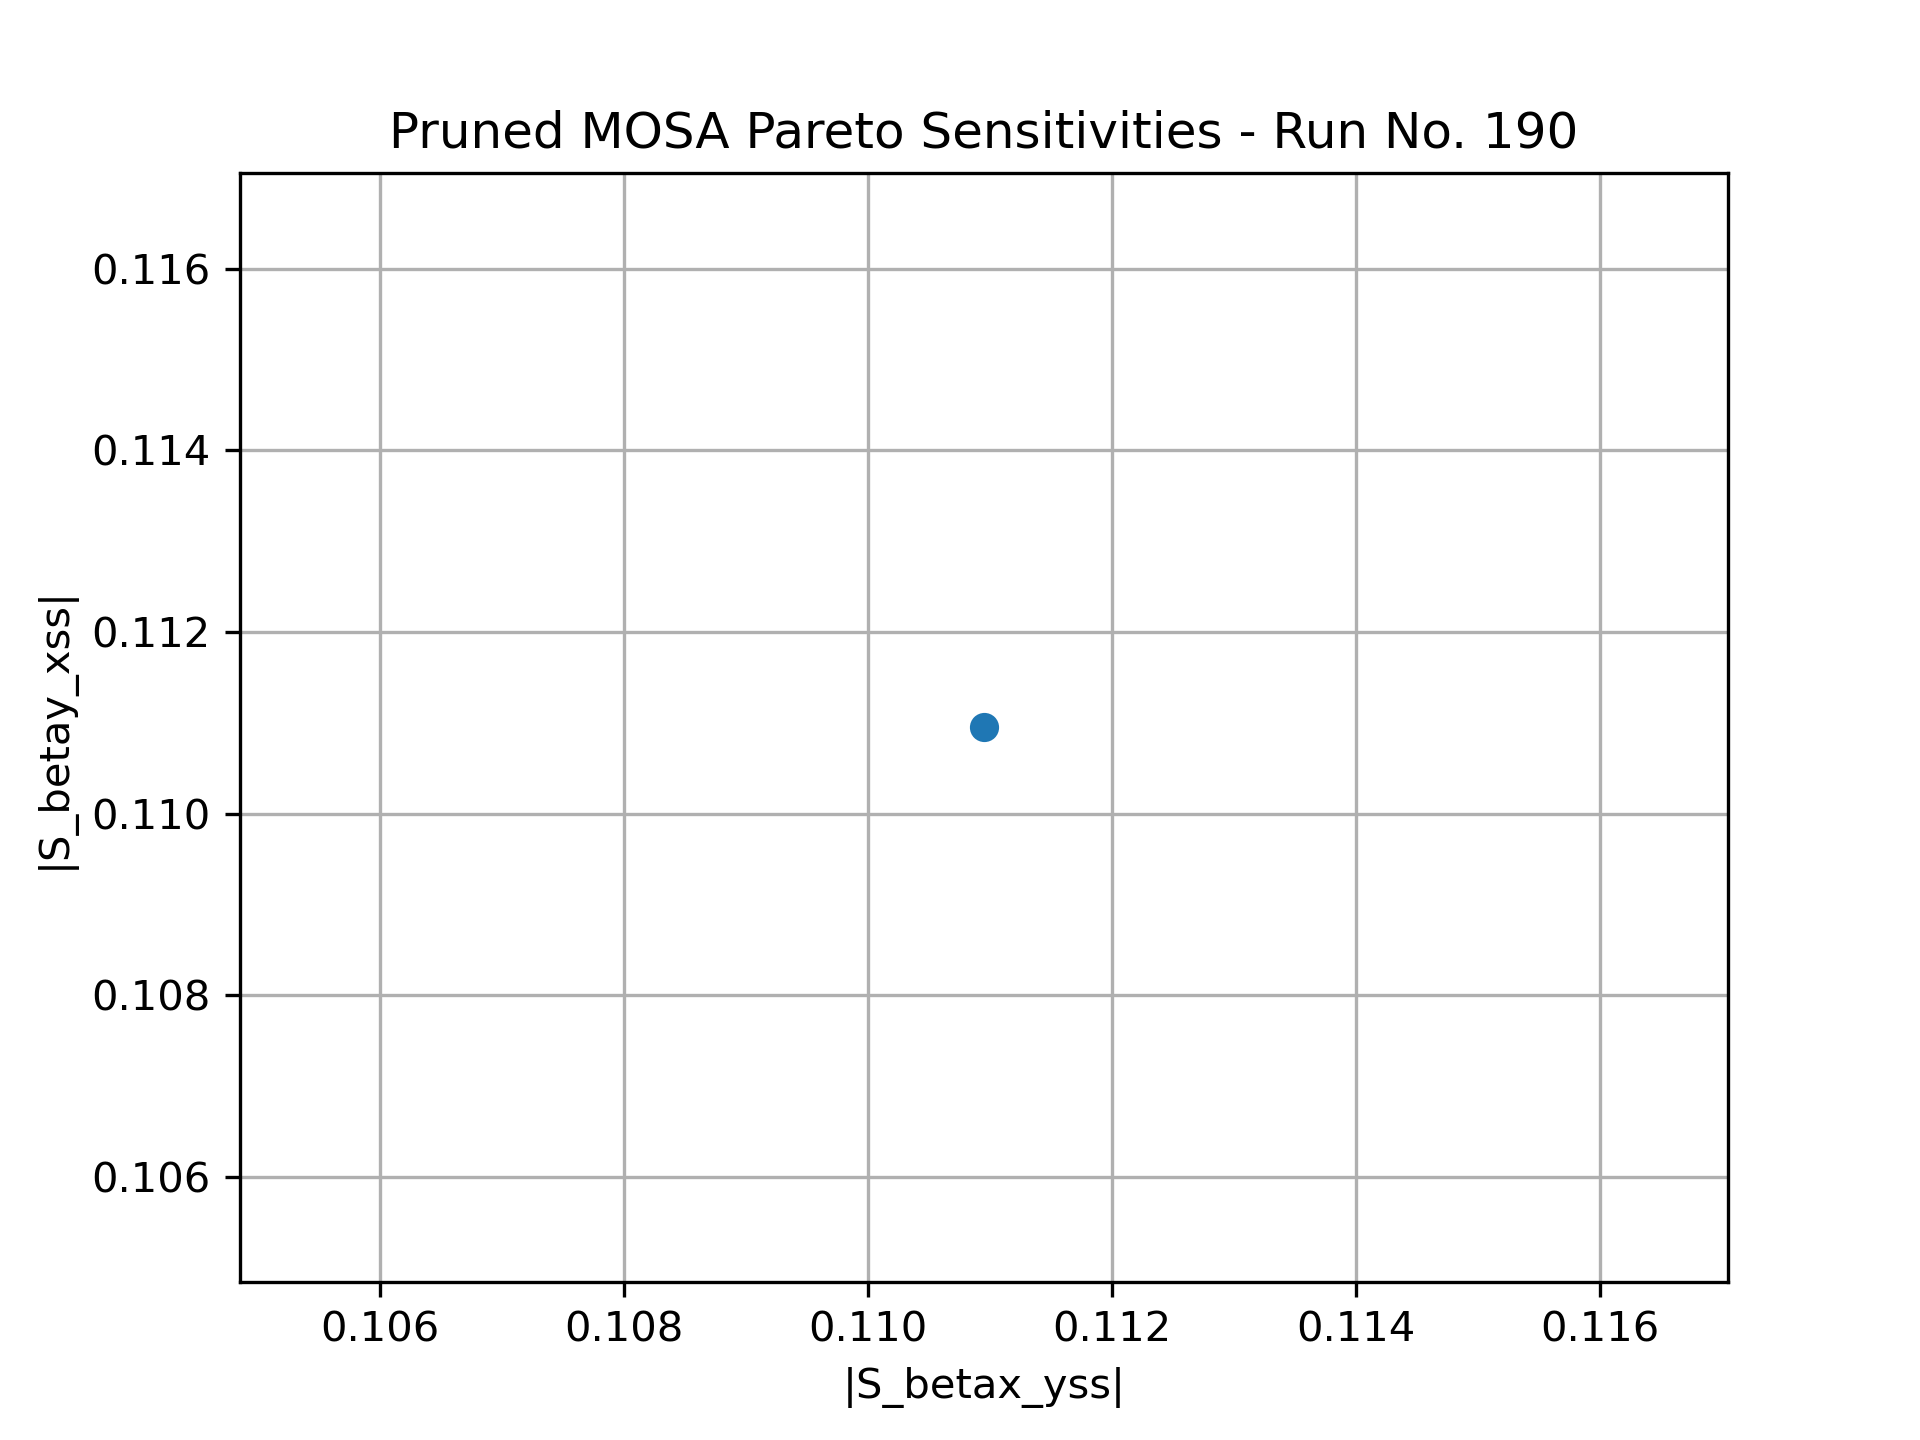 Pruned MOSA Pareto Sensitivities - Run No. 190
|S_betay_xss|
0.116
0.114
0.112
0.110
0.108
0.106
0.106 0.108 0.110 0.112 0.114 0.116
|S_betax_yss|